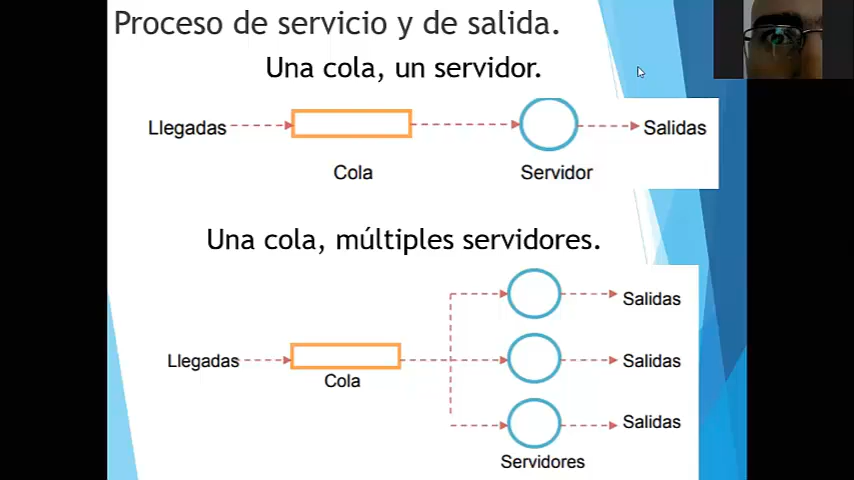 Proceso de servicio y de salida.
Una cola, un servidor.
Llegadas
Salidas
Cola
Servidor
Una cola, múltiples servidores.
Salidas
Llegadas
Salidas
Cola
Salidas
Servidores